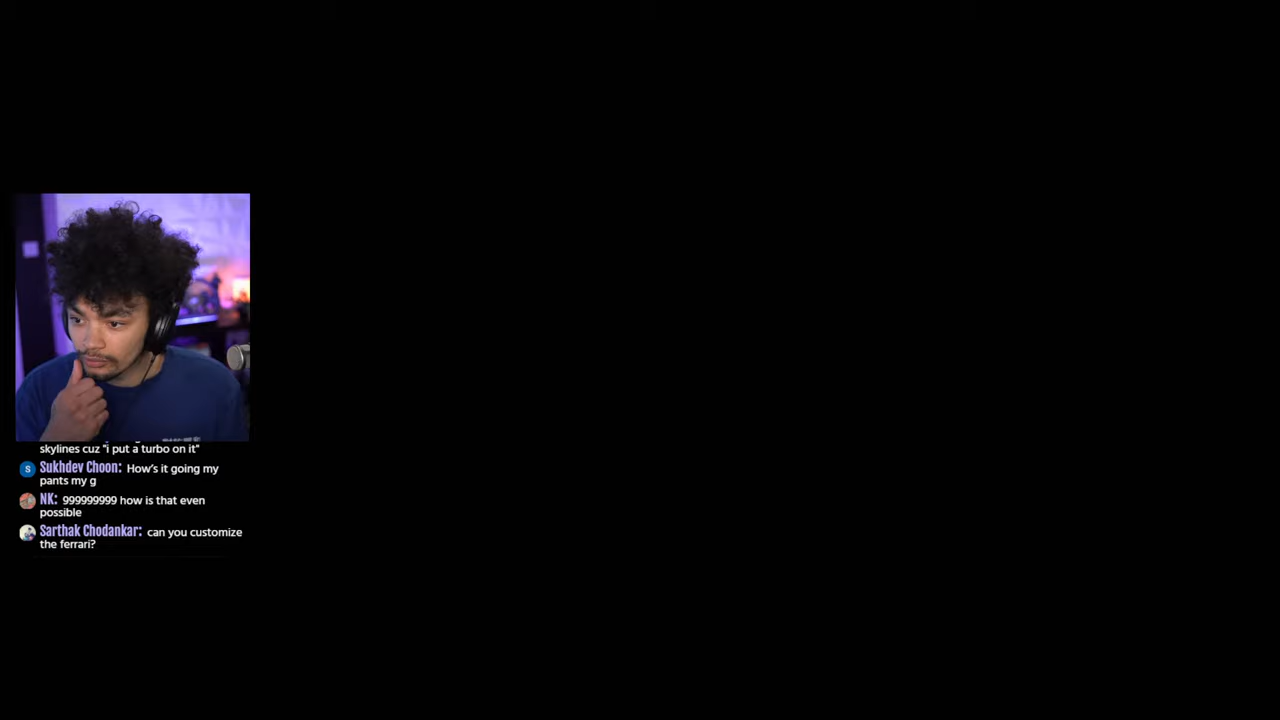 skylines cuz "i put a turbo on it"
S Sukhdev Choon: How's it going my
pants my g
NK: 999999999 how is that even
possible
Sarthak Chodankar: can you customize
the ferrari?